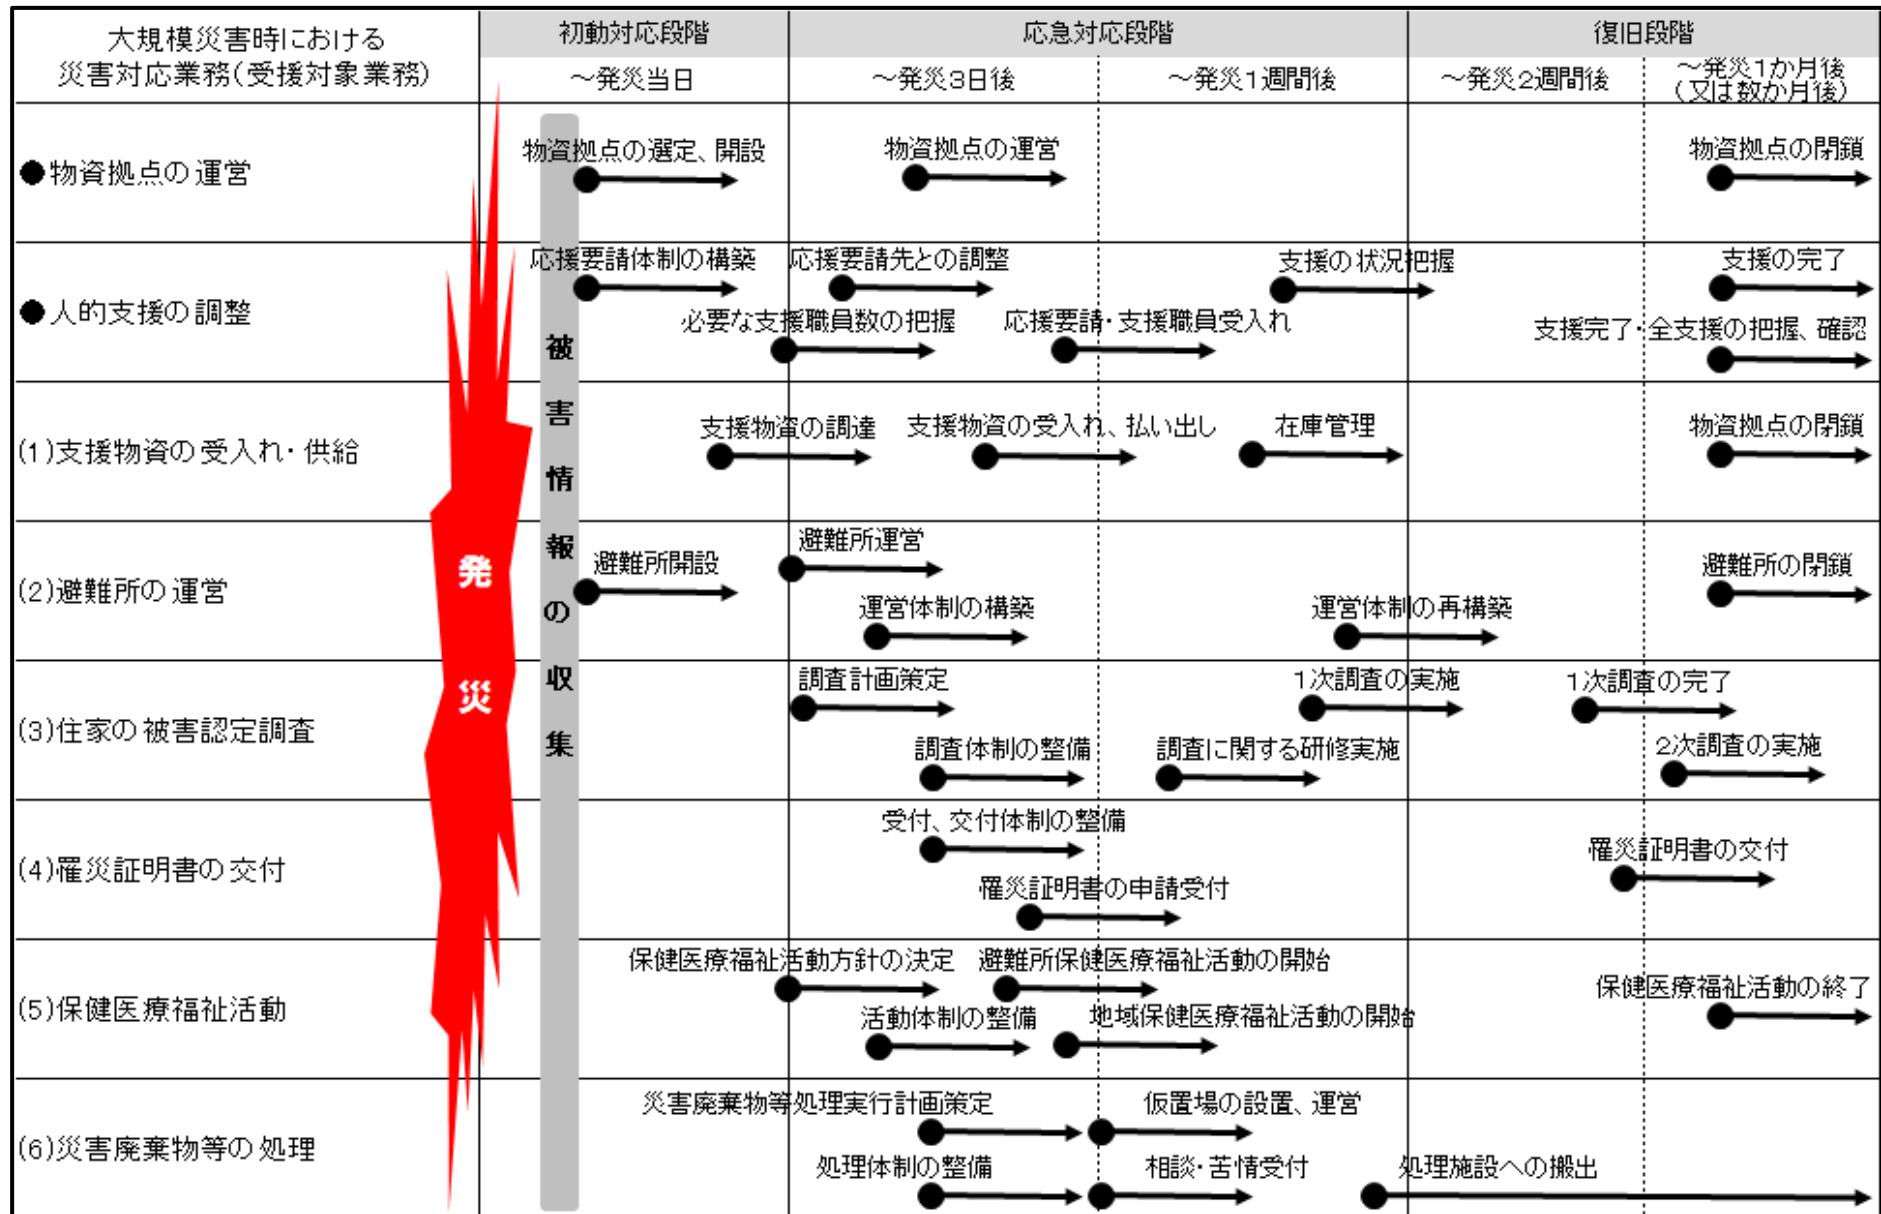 大規模災害時における
災害対応業務(受援対象業務)
初動対応段階
応急対応段階
復旧段階
～発災当日
～発災3日後
～発災1週間後
～発災2週間後
～発災1か月後
(又は数か月後)
発災
被害情報の収集
●物資拠点の運営
物資拠点の選定、開設
物資拠点の運営
物資拠点の閉鎖
●人的支援の調整
応援要請体制の構築
応援要請先との調整
支援の状況把握
支援の完了
必要な支援職員数の把握
応援要請・支援職員受入れ
支援完了・全支援の把握、確認
(1)支援物資の受入れ・供給
支援物資の調達
支援物資の受入れ、払い出し
在庫管理
物資拠点の閉鎖
(2)避難所の運営
避難所開設
避難所運営
避難所の閉鎖
運営体制の構築
運営体制の再構築
(3)住家の被害認定調査
調査計画策定
1次調査の実施
1次調査の完了
調査体制の整備
調査に関する研修実施
2次調査の実施
(4)罹災証明書の交付
受付、交付体制の整備
罹災証明書の交付
罹災証明書の申請受付
(5)保健医療福祉活動
保健医療福祉活動方針の決定
避難所保健医療福祉活動の開始
保健医療福祉活動の終了
活動体制の整備
地域保健医療福祉活動の開始
(6)災害廃棄物等の処理
災害廃棄物等処理実行計画策定
仮置場の設置、運営
処理体制の整備
相談・苦情受付
処理施設への搬出